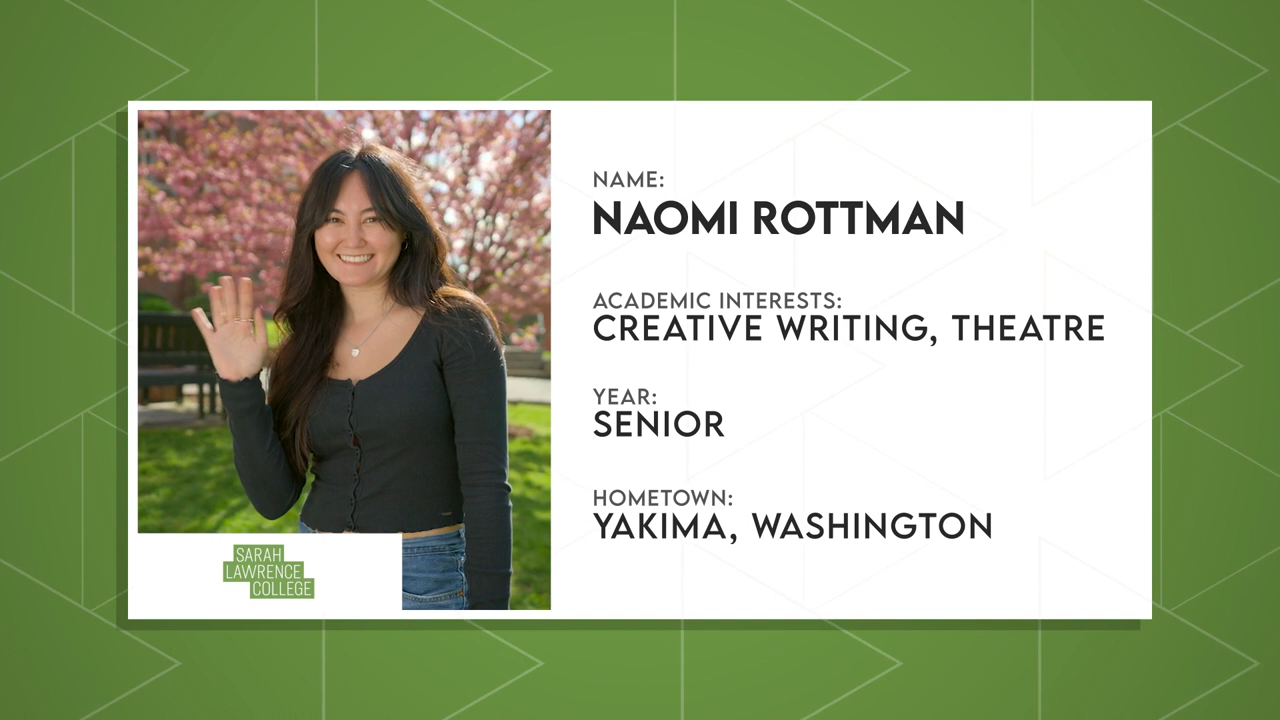 NAME:
NAOMI ROTTMAN
ACADEMIC INTERESTS:
CREATIVE WRITING, THEATRE
YEAR:
SENIOR
HOMETOWN:
YAKIMA, WASHINGTON
SARAH
LAWRENCE
COLLEGE